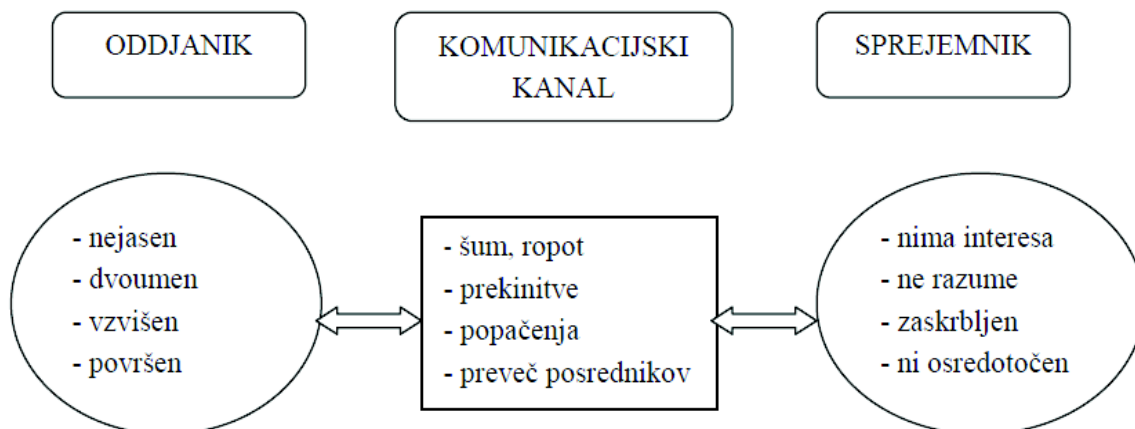 ODDJANIK
KOMUNIKACIJSKI
KANAL
SPREJEMNIK
- nejasen
- dvoumen
- vzvišen
- površen
- šum, ropot
- prekinitve
- popačenja
- preveč posrednikov
- nima interesa
- ne razume
- zaskrbljen
- ni osredotočen